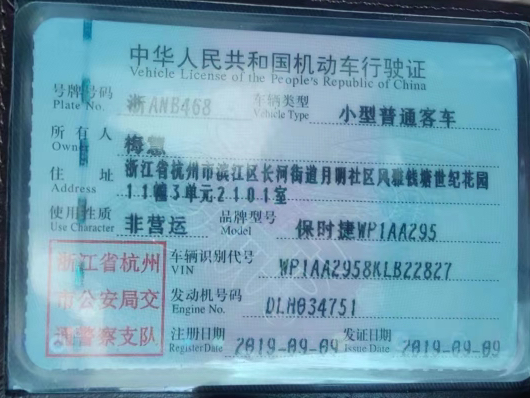 中华人民共和国机动车行驶证
Vehicle License of the People's Republic of China
号牌号码 浙ANB468 车辆类型 小型普通客车
Plate No. Vehicle Type
所有人 梅
Owner
住址 浙江省杭州市滨江区长河街道月明社区风雅钱塘世纪花园
Address 11幢3单元2101室
使用性质 非营运 品牌型号 保时捷WP1AA295
Use Character Model
浙江省杭州 车辆识别代号 WP1AA2958KLB22827
VIN
市公安局交 发动机号码 DLH034751
Engine No.
理警察支队 注册日期 2019-09-09 发证日期 2019-09-09
Register Date Issue Date